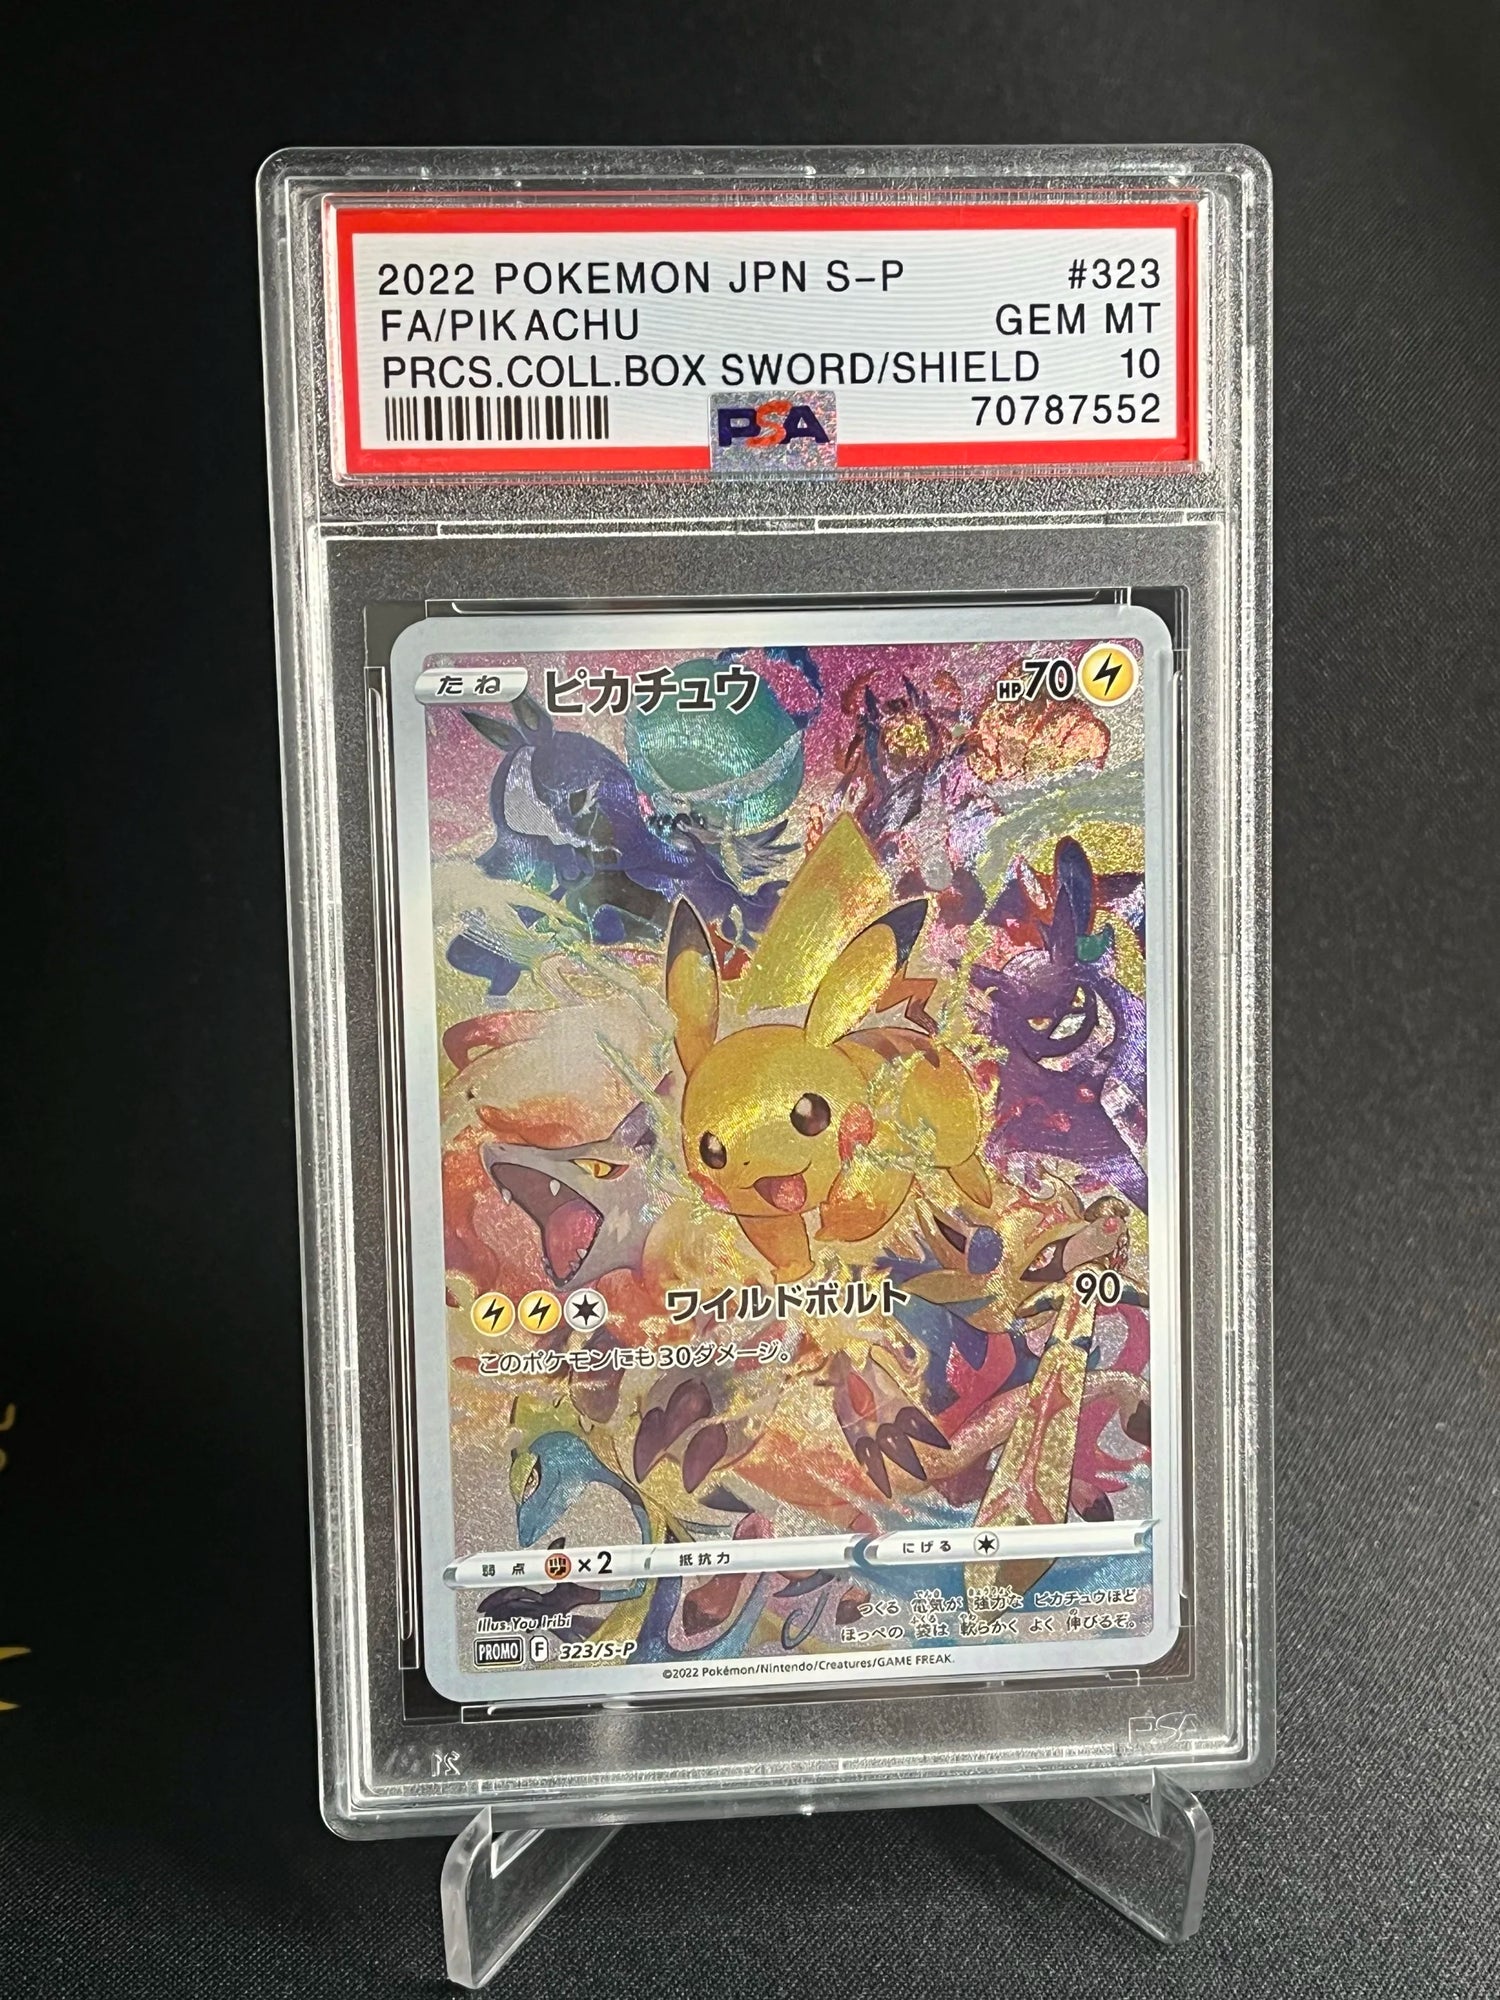 2022 POKEMON JPN S-P #323
FA/PIKACHU GEM MT
PRCS.COLL.BOX SWORD/SHIELD 10
70787552
PSA
たね ピカチュウ HP70
ワイルドボルト 90
このポケモンにも30ダメージ。
弱点 ×2 抵抗力 にげる
つくる 電気が 強力な ピカチュウほど
ほっぺの 袋は 軟らかく よく 伸びるぞ。
Illus. You Iribi
PROMO F 323/S-P
©2022 Pokémon/Nintendo/Creatures/GAME FREAK.
PSA